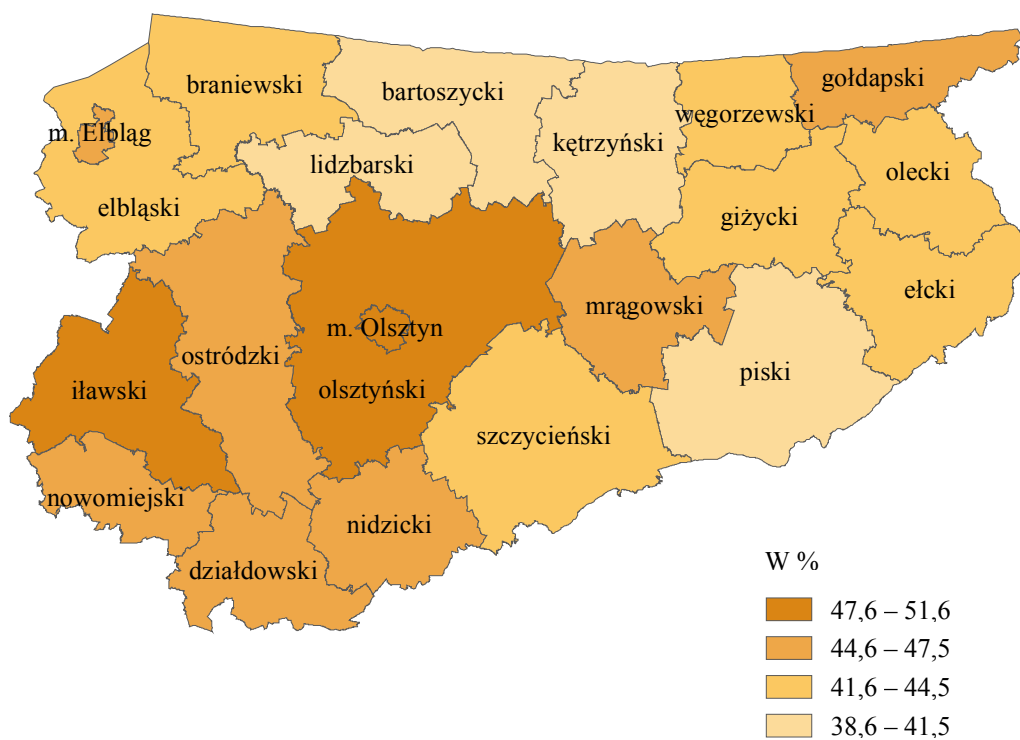 gołdapski
braniewski
bartoszycki
węgorzewski
m. Elbląg
kętrzyński
lidzbarski
olecki
elbląski
giżycki
ełcki
mrągowski
m. Olsztyn
ostródzki
piski
iławski
olsztyński
szczycieński
nowomiejski
nidzicki
działdowski
W %
47,6 – 51,6
44,6 – 47,5
41,6 – 44,5
38,6 – 41,5